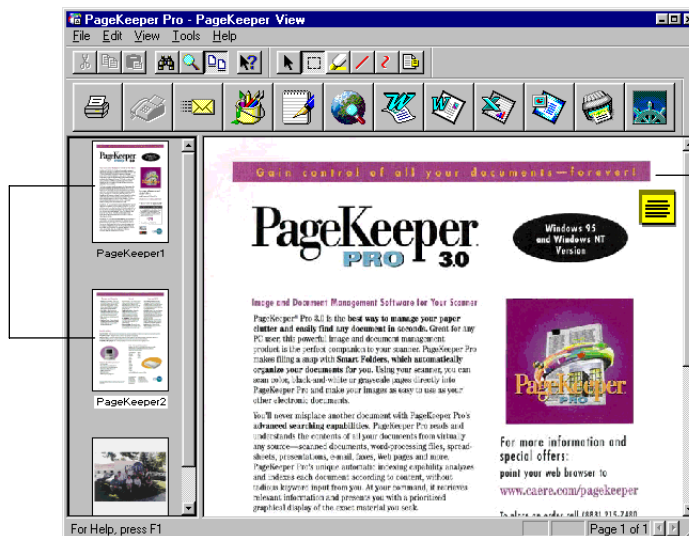 PageKeeper Pro - PageKeeper View
File Edit View Tools Help
PageKeeper1
PageKeeper2
Gain control of all your documents—forever!
PageKeeper
PRO 3.0
Windows 95
and Windows NT
Version
Image and Document Management Software for Your Scanner
PageKeeper® Pro 3.0 is the best way to manage your paper
clutter and easily find any document in seconds. Great for any
PC user, this powerful image and document management
product is the perfect companion to your scanner. PageKeeper Pro
makes filing a snap with Smart Folders, which automatically
organize your documents for you. Using your scanner, you can
scan color, black-and-white or grayscale pages directly into
PageKeeper Pro and make your images as easy to use as your
other electronic documents.
You'll never misplace another document with PageKeeper Pro's
advanced searching capabilities. PageKeeper Pro reads and
understands the contents of all your documents from virtually
any source—scanned documents, word-processing files, spread-
sheets, presentations, e-mail, faxes, Web pages and more.
PageKeeper Pro's unique automatic indexing capability analyzes
and indexes each document according to content, without
tedious keyword input from you. At your command, it retrieves
relevant information and presents you with a prioritized
graphical display of the exact material you seek.
PageKeeper
PRO
For more information and
special offers:
point your web browser to
www.caere.com/pagekeeper
To place an order call (888) 915-7480
For Help, press F1
Page 1 of 1